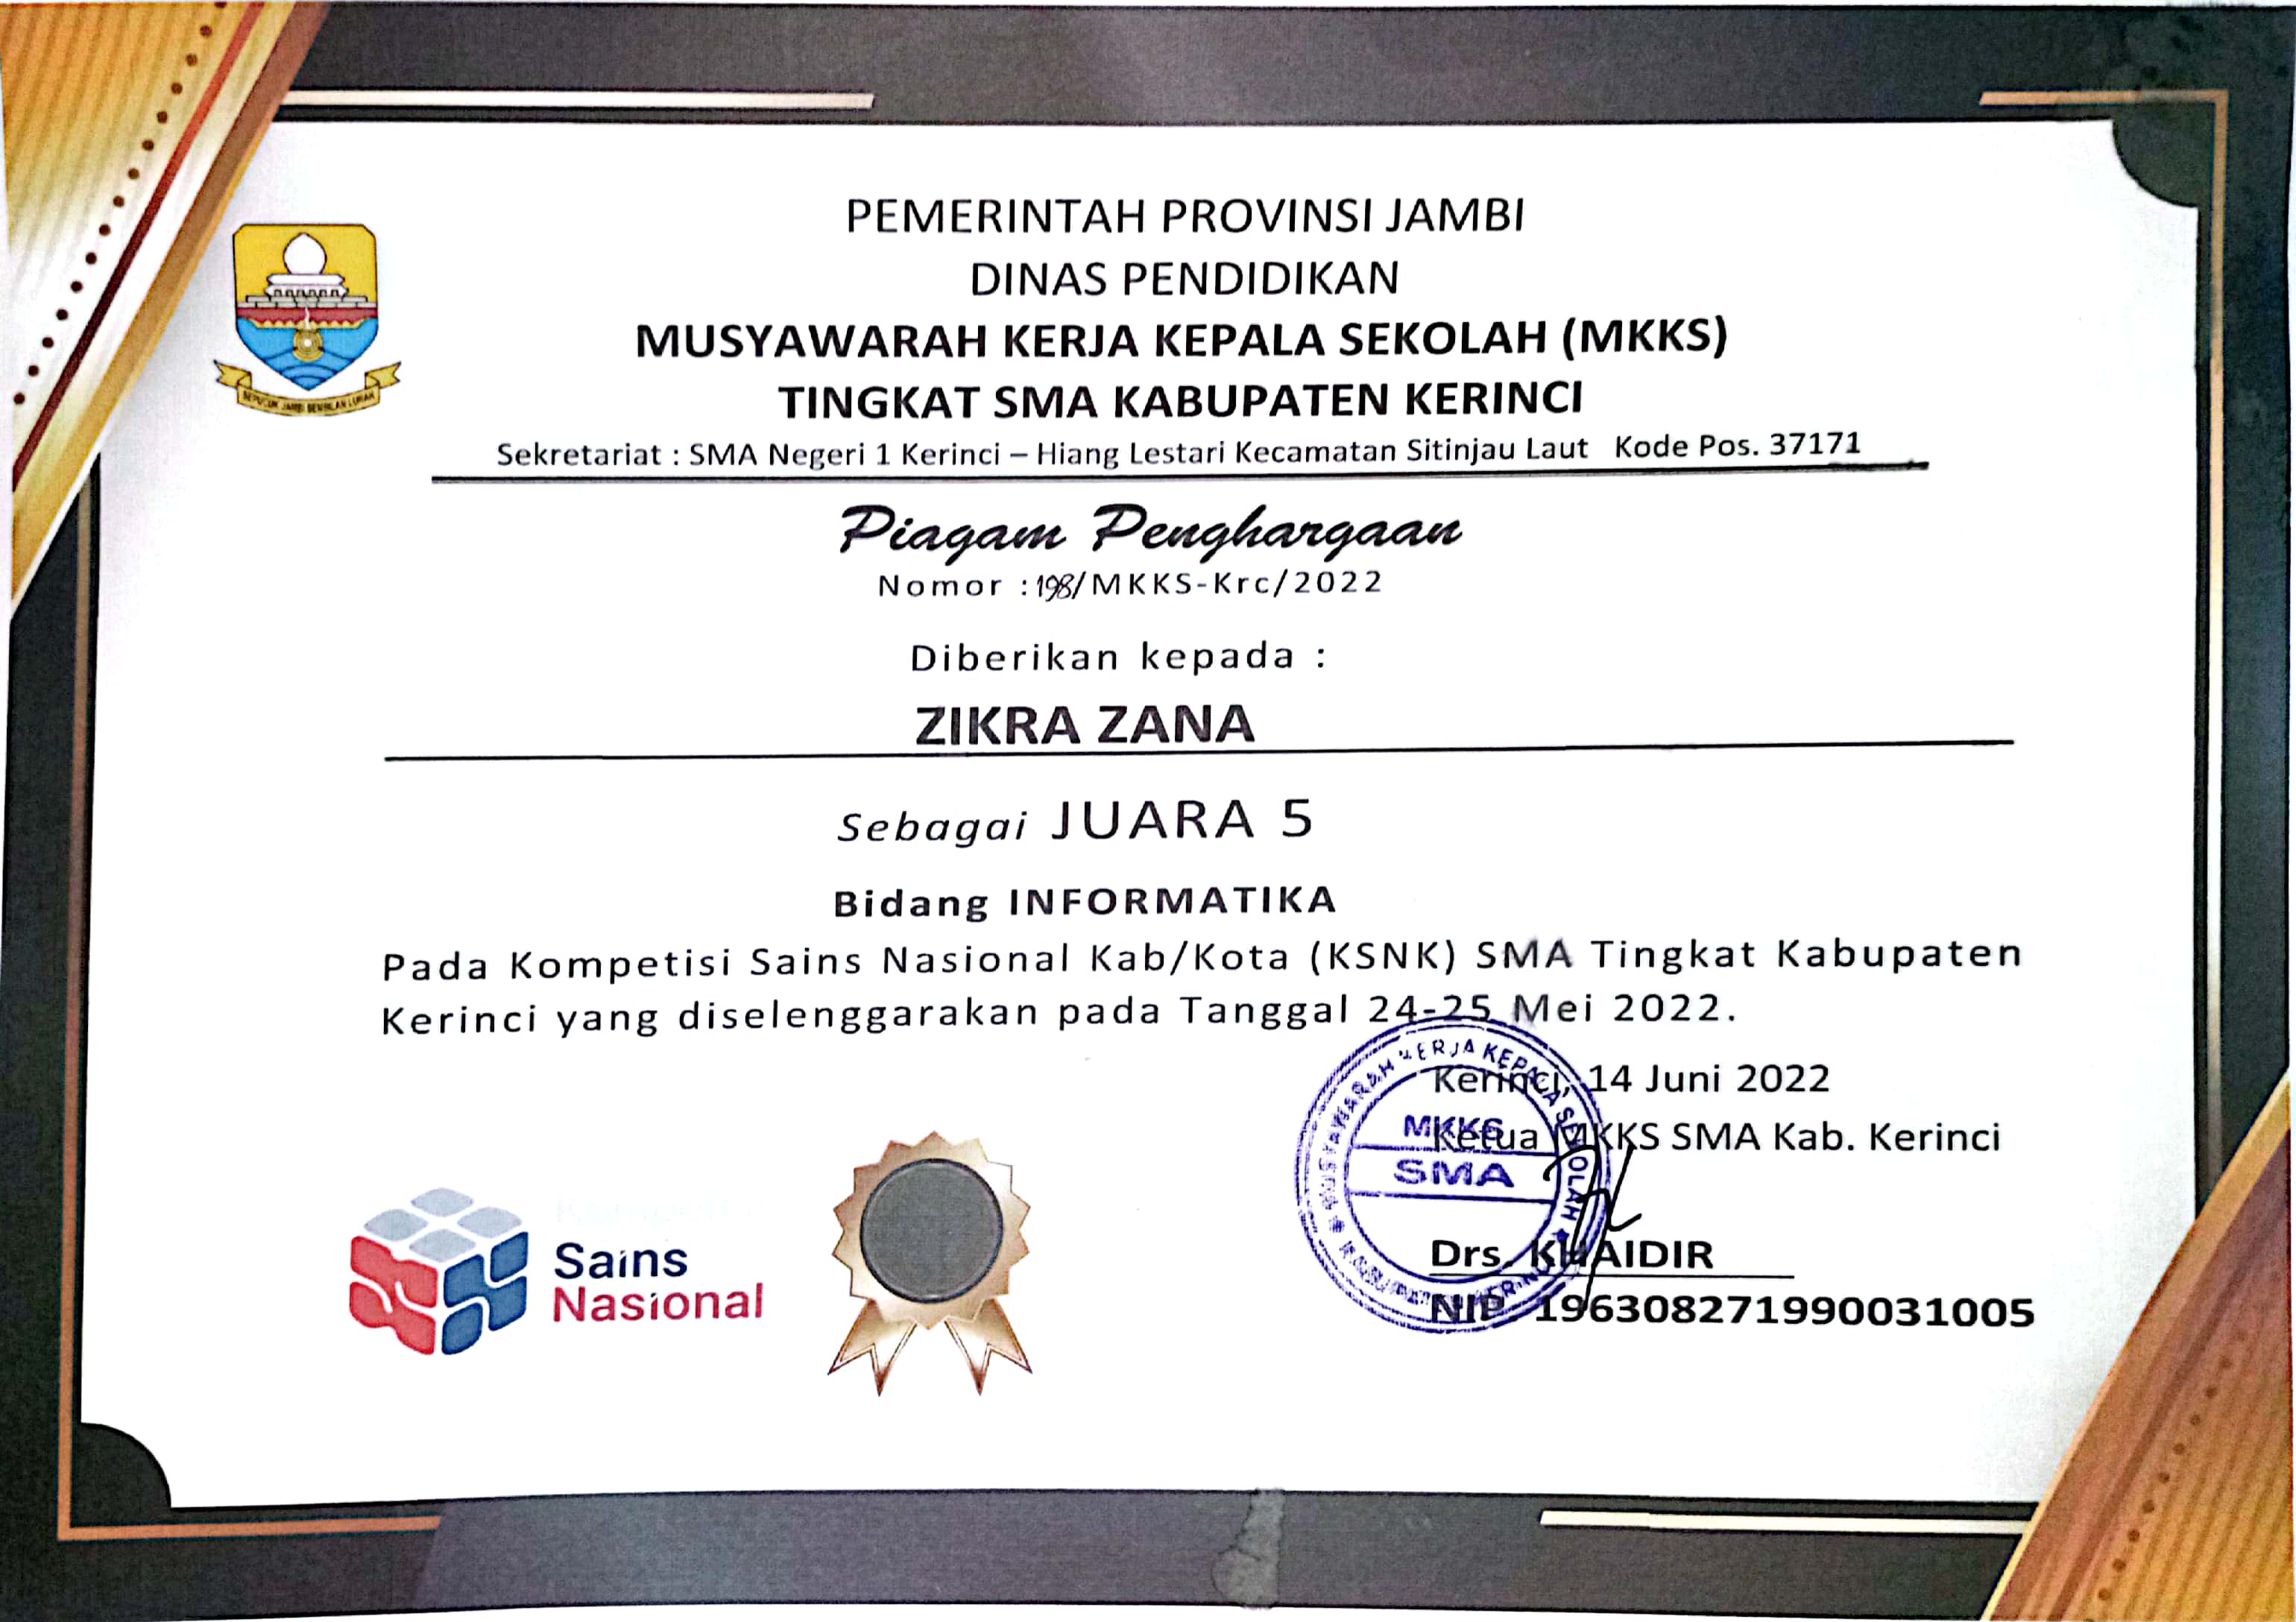 PEMERINTAH PROVINSI JAMBI
DINAS PENDIDIKAN
MUSYAWARAH KERJA KEPALA SEKOLAH (MKKS)
TINGKAT SMA KABUPATEN KERINCI
Sekretariat : SMA Negeri 1 Kerinci – Hiang Lestari Kecamatan Sitinjau Laut Kode Pos. 37171
SEPUCUK JAMBI SEMBILAN LURAH
Piagam Penghargaan
Nomor : 198/MKKS-Krc/2022
Diberikan kepada :
ZIKRA ZANA
Sebagai JUARA 5
Bidang INFORMATIKA
Pada Kompetisi Sains Nasional Kab/Kota (KSNK) SMA Tingkat Kabupaten
Kerinci yang diselenggarakan pada Tanggal 24-25 Mei 2022.
Kerinci, 14 Juni 2022
Ketua MKKS SMA Kab. Kerinci
MUSYAWARAH KERJA KEPALA SEKOLAH
MKKS
SMA
KABUPATEN KERINCI
Drs. KHAIDIR
NIP 196308271990031005
Sains
Nasional